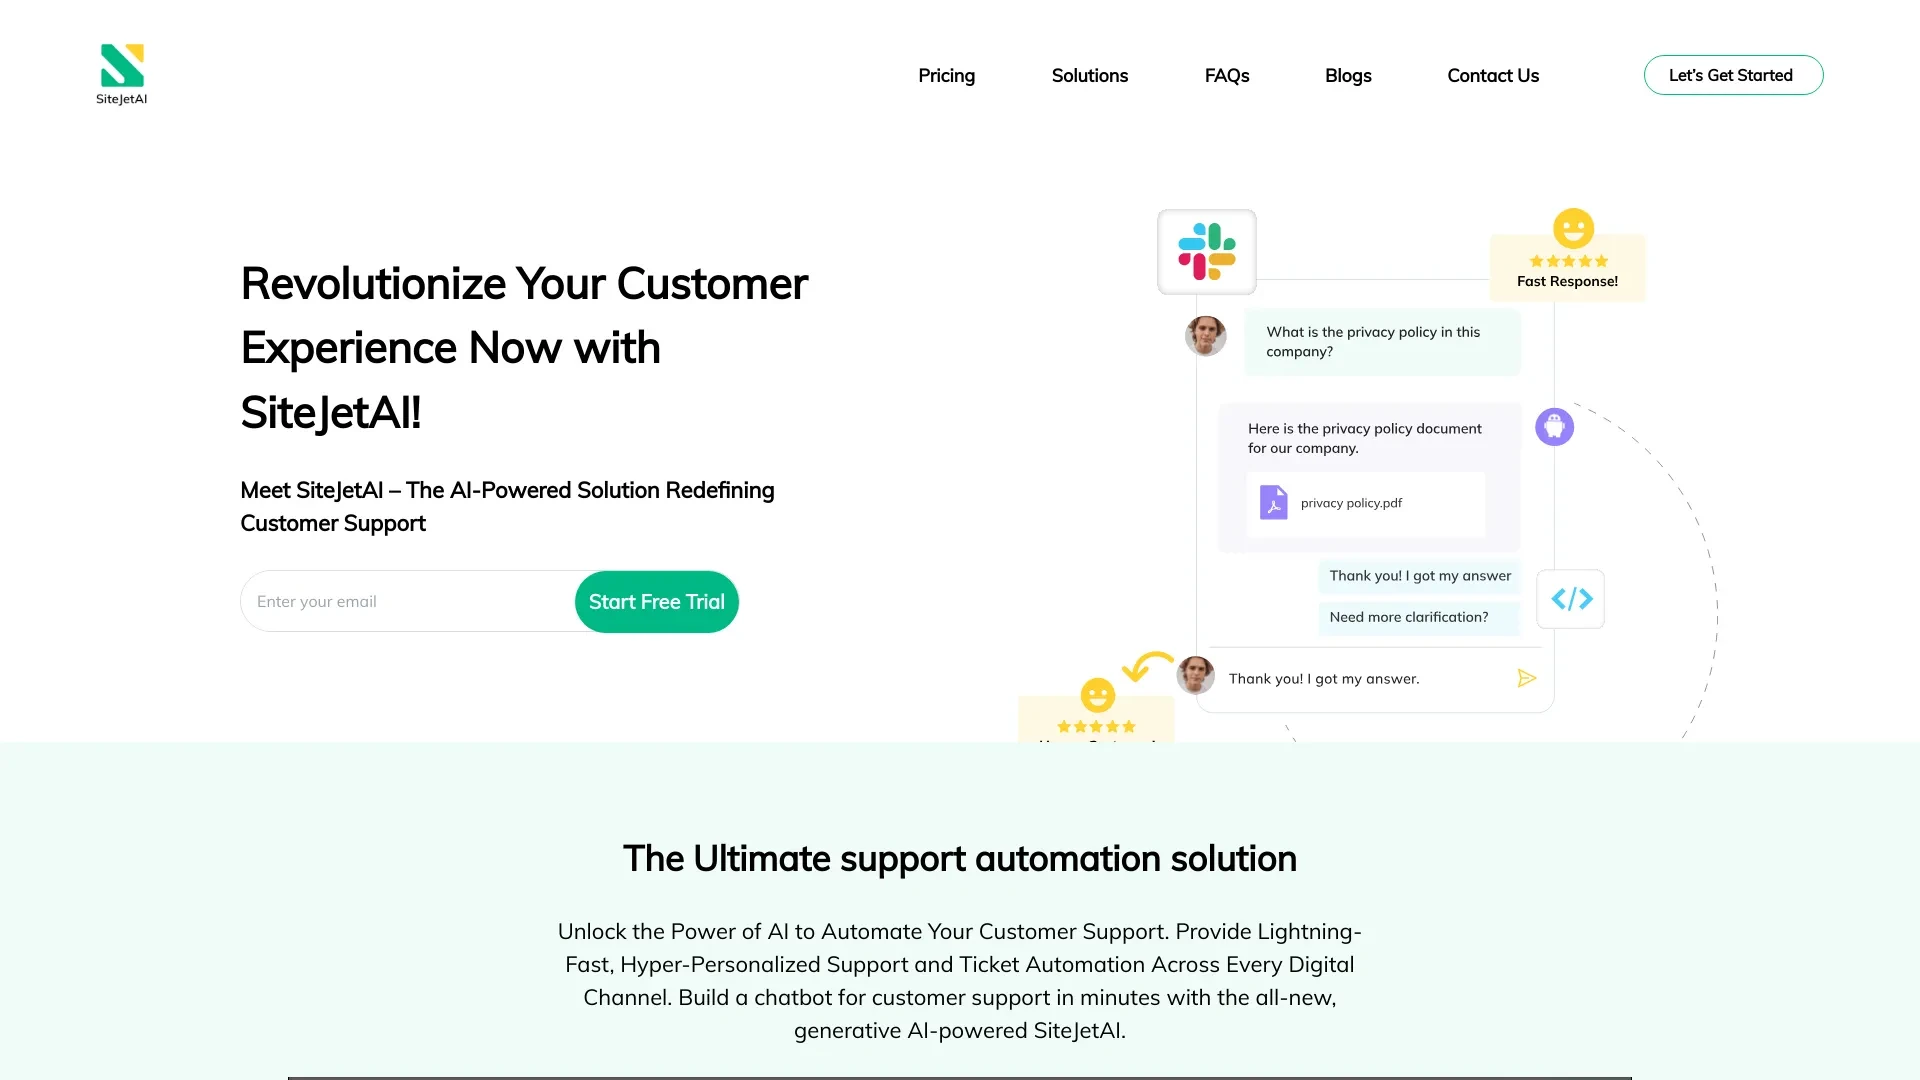 SiteJetAI
Pricing
Solutions
FAQs
Blogs
Contact Us
Let’s Get Started
Revolutionize Your Customer
Experience Now with
SiteJetAI!
Meet SiteJetAI – The AI-Powered Solution Redefining
Customer Support
Enter your email
Start Free Trial
Fast Response!
What is the privacy policy in this
company?
Here is the privacy policy document
for our company.
privacy policy.pdf
Thank you! I got my answer
Need more clarification?
Thank you! I got my answer.
The Ultimate support automation solution
Unlock the Power of AI to Automate Your Customer Support. Provide Lightning-
Fast, Hyper-Personalized Support and Ticket Automation Across Every Digital
Channel. Build a chatbot for customer support in minutes with the all-new,
generative AI-powered SiteJetAI.